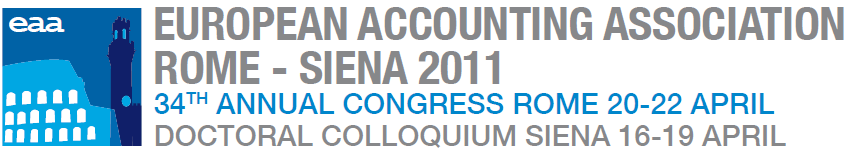 eaa
EUROPEAN ACCOUNTING ASSOCIATION
ROME - SIENA 2011
34TH ANNUAL CONGRESS ROME 20-22 APRIL
DOCTORAL COLLOQUIUM SIENA 16-19 APRIL